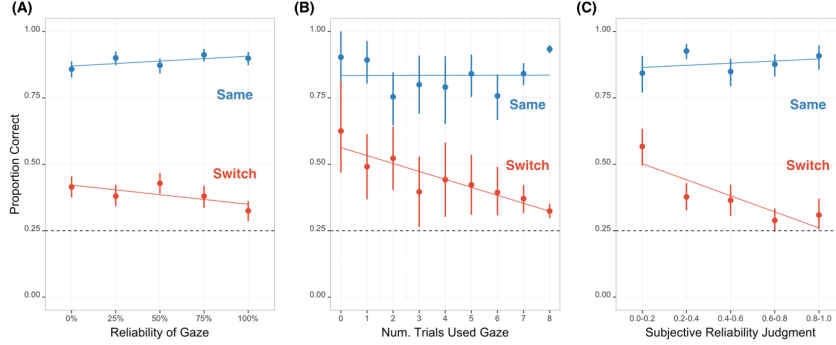 (A)
(B)
(C)
Proportion Correct
1.00
0.75
0.50
0.25
0.00
Same
Switch
0%
25%
50%
75%
100%
Reliability of Gaze
1.00
0.75
0.50
0.25
0.00
Same
Switch
0
1
2
3
4
5
6
7
8
Num. Trials Used Gaze
1.00
0.75
0.50
0.25
0.00
Same
Switch
0.0-0.2
0.2-0.4
0.4-0.6
0.6-0.8
0.8-1.0
Subjective Reliability Judgment